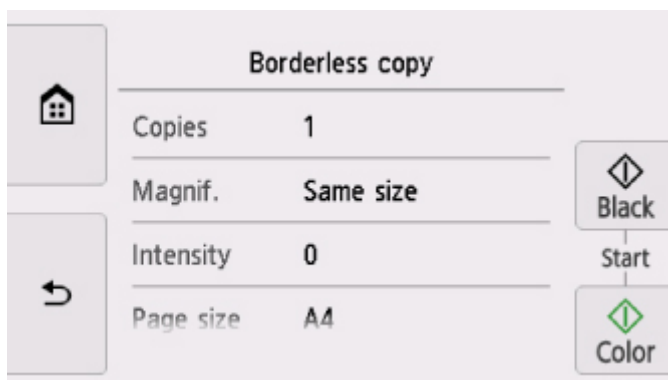 Borderless copy
Copies 1
Magnif. Same size
Intensity 0
Page size A4
Black
Start
Color